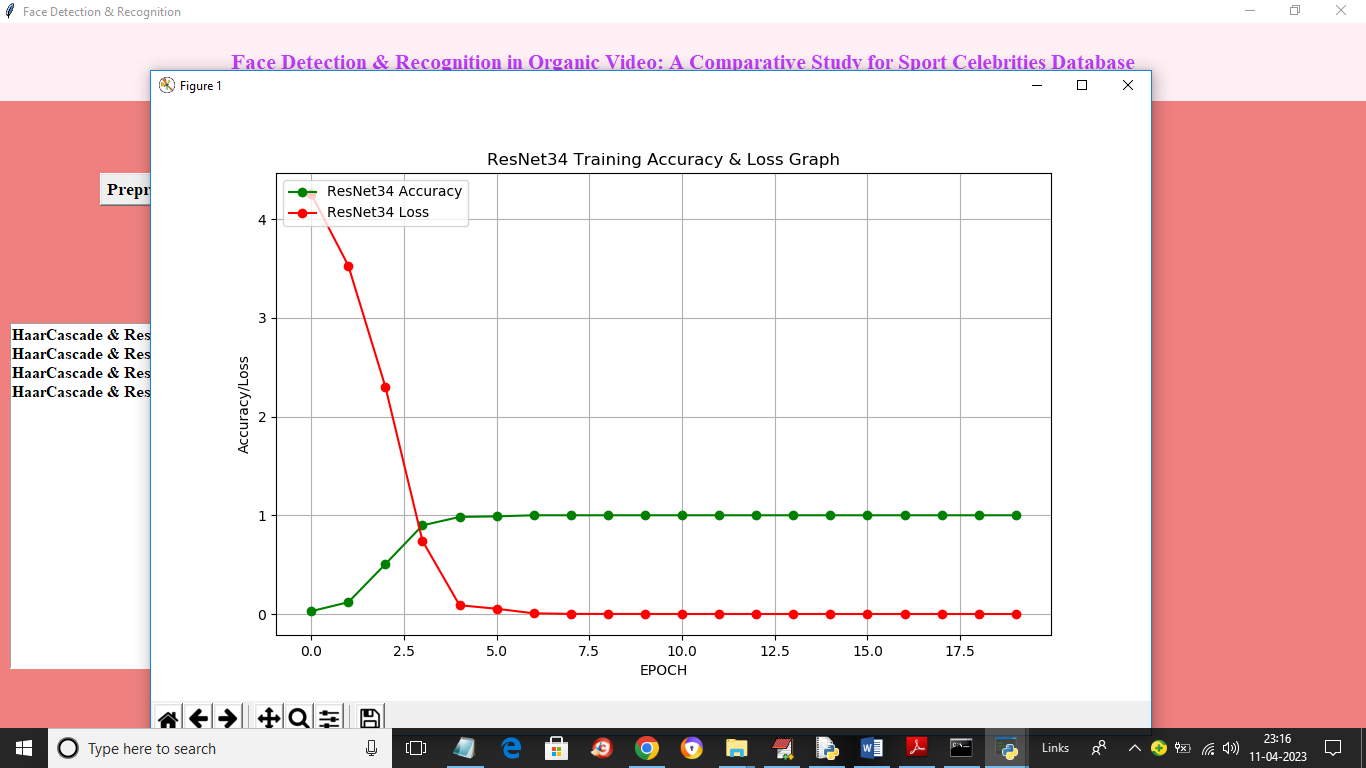 Face Detection & Recognition
Face Detection & Recognition in Organic Video: A Comparative Study for Sport Celebrities Database
Figure 1
Prepr
HaarCascade & Res
HaarCascade & Res
HaarCascade & Res
HaarCascade & Res
ResNet34 Training Accuracy & Loss Graph
ResNet34 Accuracy
ResNet34 Loss
Accuracy/Loss
4
3
2
1
0
0.0 2.5 5.0 7.5 10.0 12.5 15.0 17.5
EPOCH
Type here to search
Links
23:16
11-04-2023